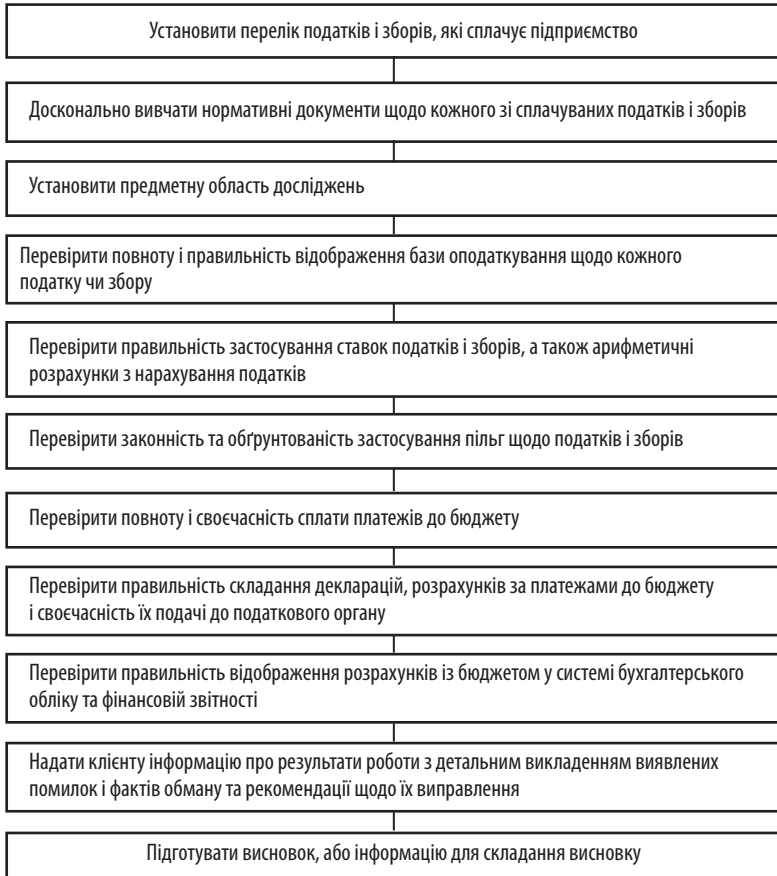 Установити перелік податків і зборів, які сплачує підприємство
Досконально вивчати нормативні документи щодо кожного зі сплачуваних податків і зборів
Установити предметну область досліджень
Перевірити повноту і правильність відображення бази оподаткування щодо кожного
податку чи збору
Перевірити правильність застосування ставок податків і зборів, а також арифметичні
розрахунки з нарахування податків
Перевірити законність та обґрунтованість застосування пільг щодо податків і зборів
Перевірити повноту і своєчасність сплати платежів до бюджету
Перевірити правильність складання декларацій, розрахунків за платежами до бюджету
і своєчасність їх подачі до податкового органу
Перевірити правильність відображення розрахунків із бюджетом у системі бухгалтерського
обліку та фінансовій звітності
Надати клієнту інформацію про результати роботи з детальним викладенням виявлених
помилок і фактів обману та рекомендації щодо їх виправлення
Підготувати висновок, або інформацію для складання висновку